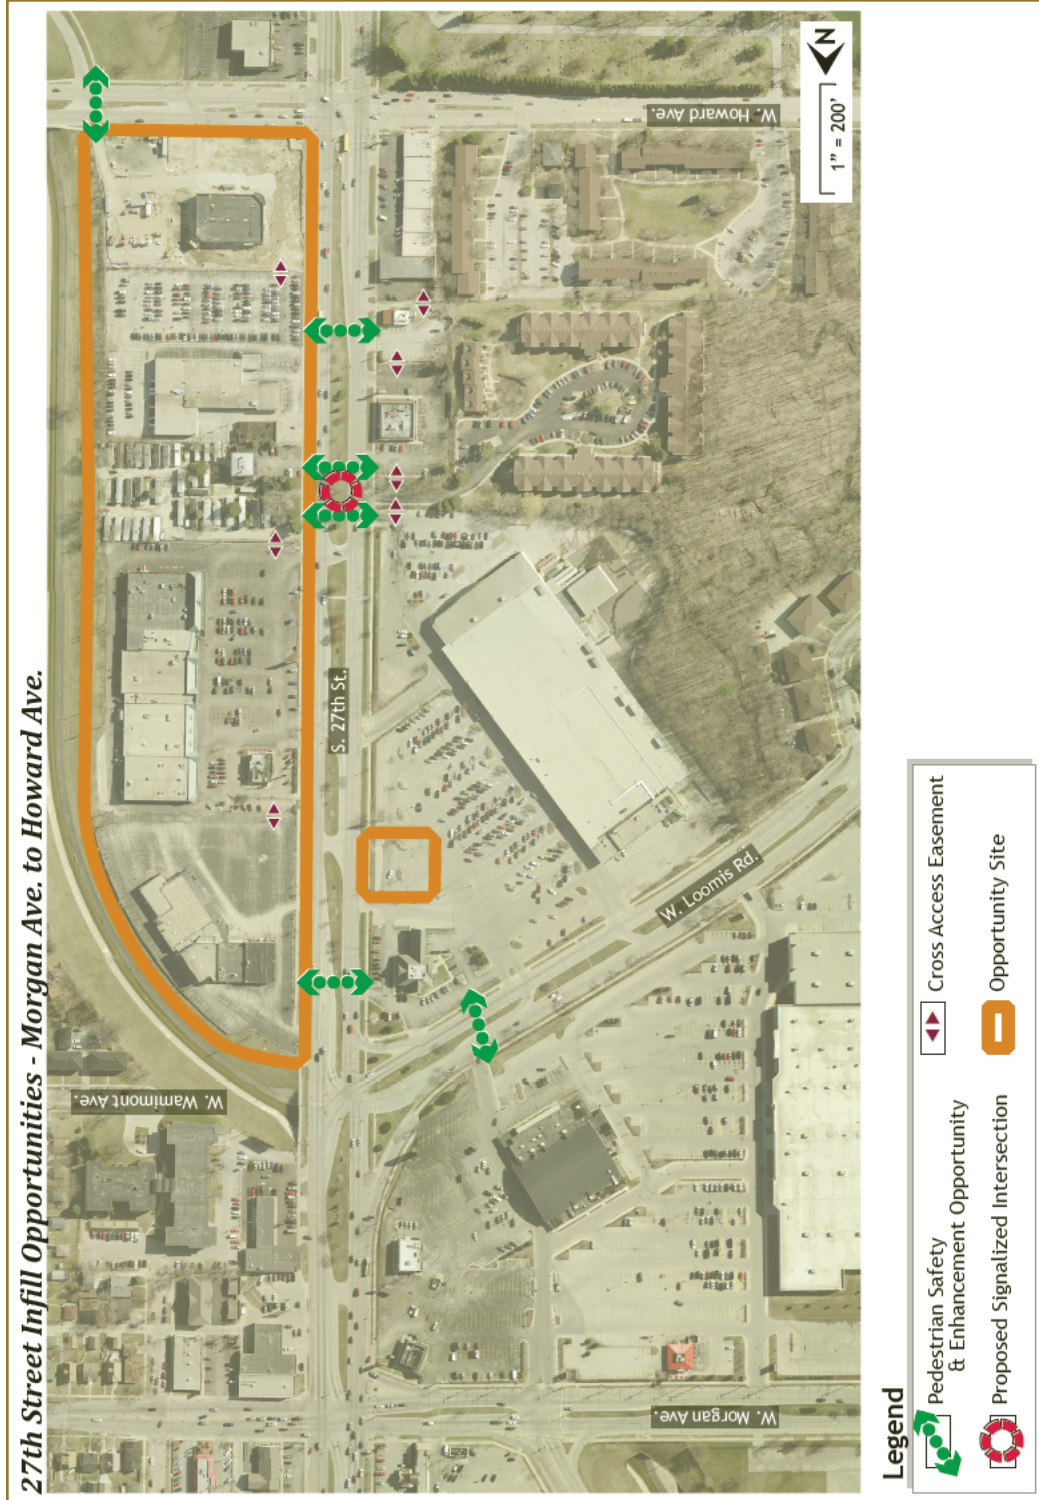 27th Street Infill Opportunities - Morgan Ave. to Howard Ave.
W. Wamimont Ave.
S. 27th St.
W. Loomis Rd.
W. Howard Ave.
W. Morgan Ave.
N
1" = 200'
Legend
Pedestrian Safety
& Enhancement Opportunity
Proposed Signalized Intersection
Cross Access Easement
Opportunity Site